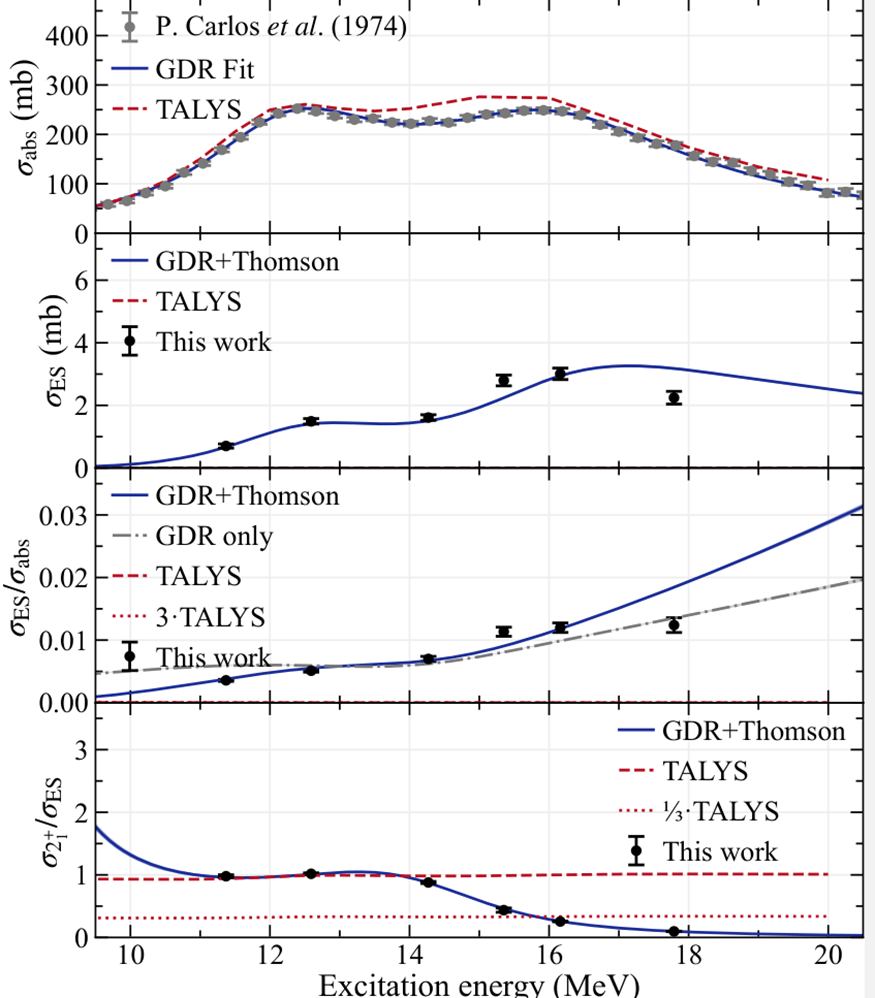 400
300
200
100
0
σabs (mb)
P. Carlos et al. (1974)
GDR Fit
TALYS
6
4
2
0
σES (mb)
GDR+Thomson
TALYS
This work
0.03
0.02
0.01
0.00
σES/σabs
GDR+Thomson
GDR only
TALYS
3·TALYS
This work
3
2
1
0
σ2₁⁺/σES
GDR+Thomson
TALYS
⅓·TALYS
This work
10 12 14 16 18 20
Excitation energy (MeV)